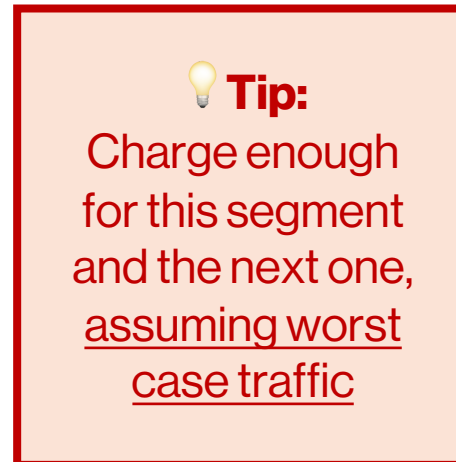 💡 Tip:
Charge enough
for this segment
and the next one,
assuming worst
case traffic